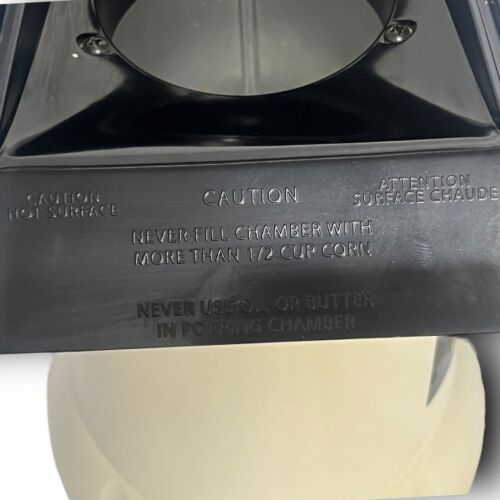 CAUTION
HOT SURFACE
CAUTION
ATTENTION
SURFACE CHAUDE
NEVER FILL CHAMBER WITH
MORE THAN 1/2 CUP CORN
NEVER USE OIL OR BUTTER
IN POPPING CHAMBER